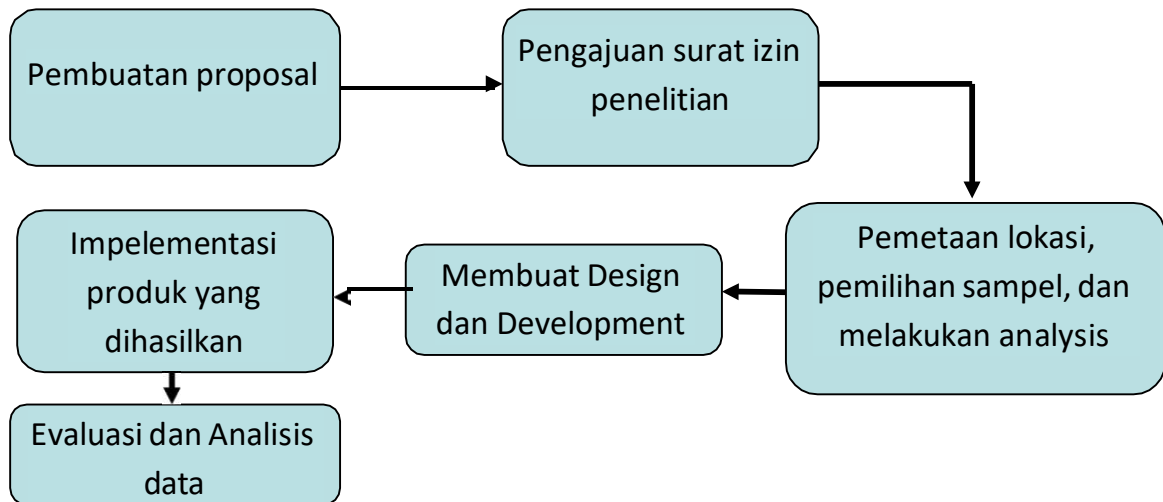 Pembuatan proposal
Pengajuan surat izin
penelitian
Pemetaan lokasi,
pemilihan sampel, dan
melakukan analysis
Membuat Design
dan Development
Impelementasi
produk yang
dihasilkan
Evaluasi dan Analisis
data